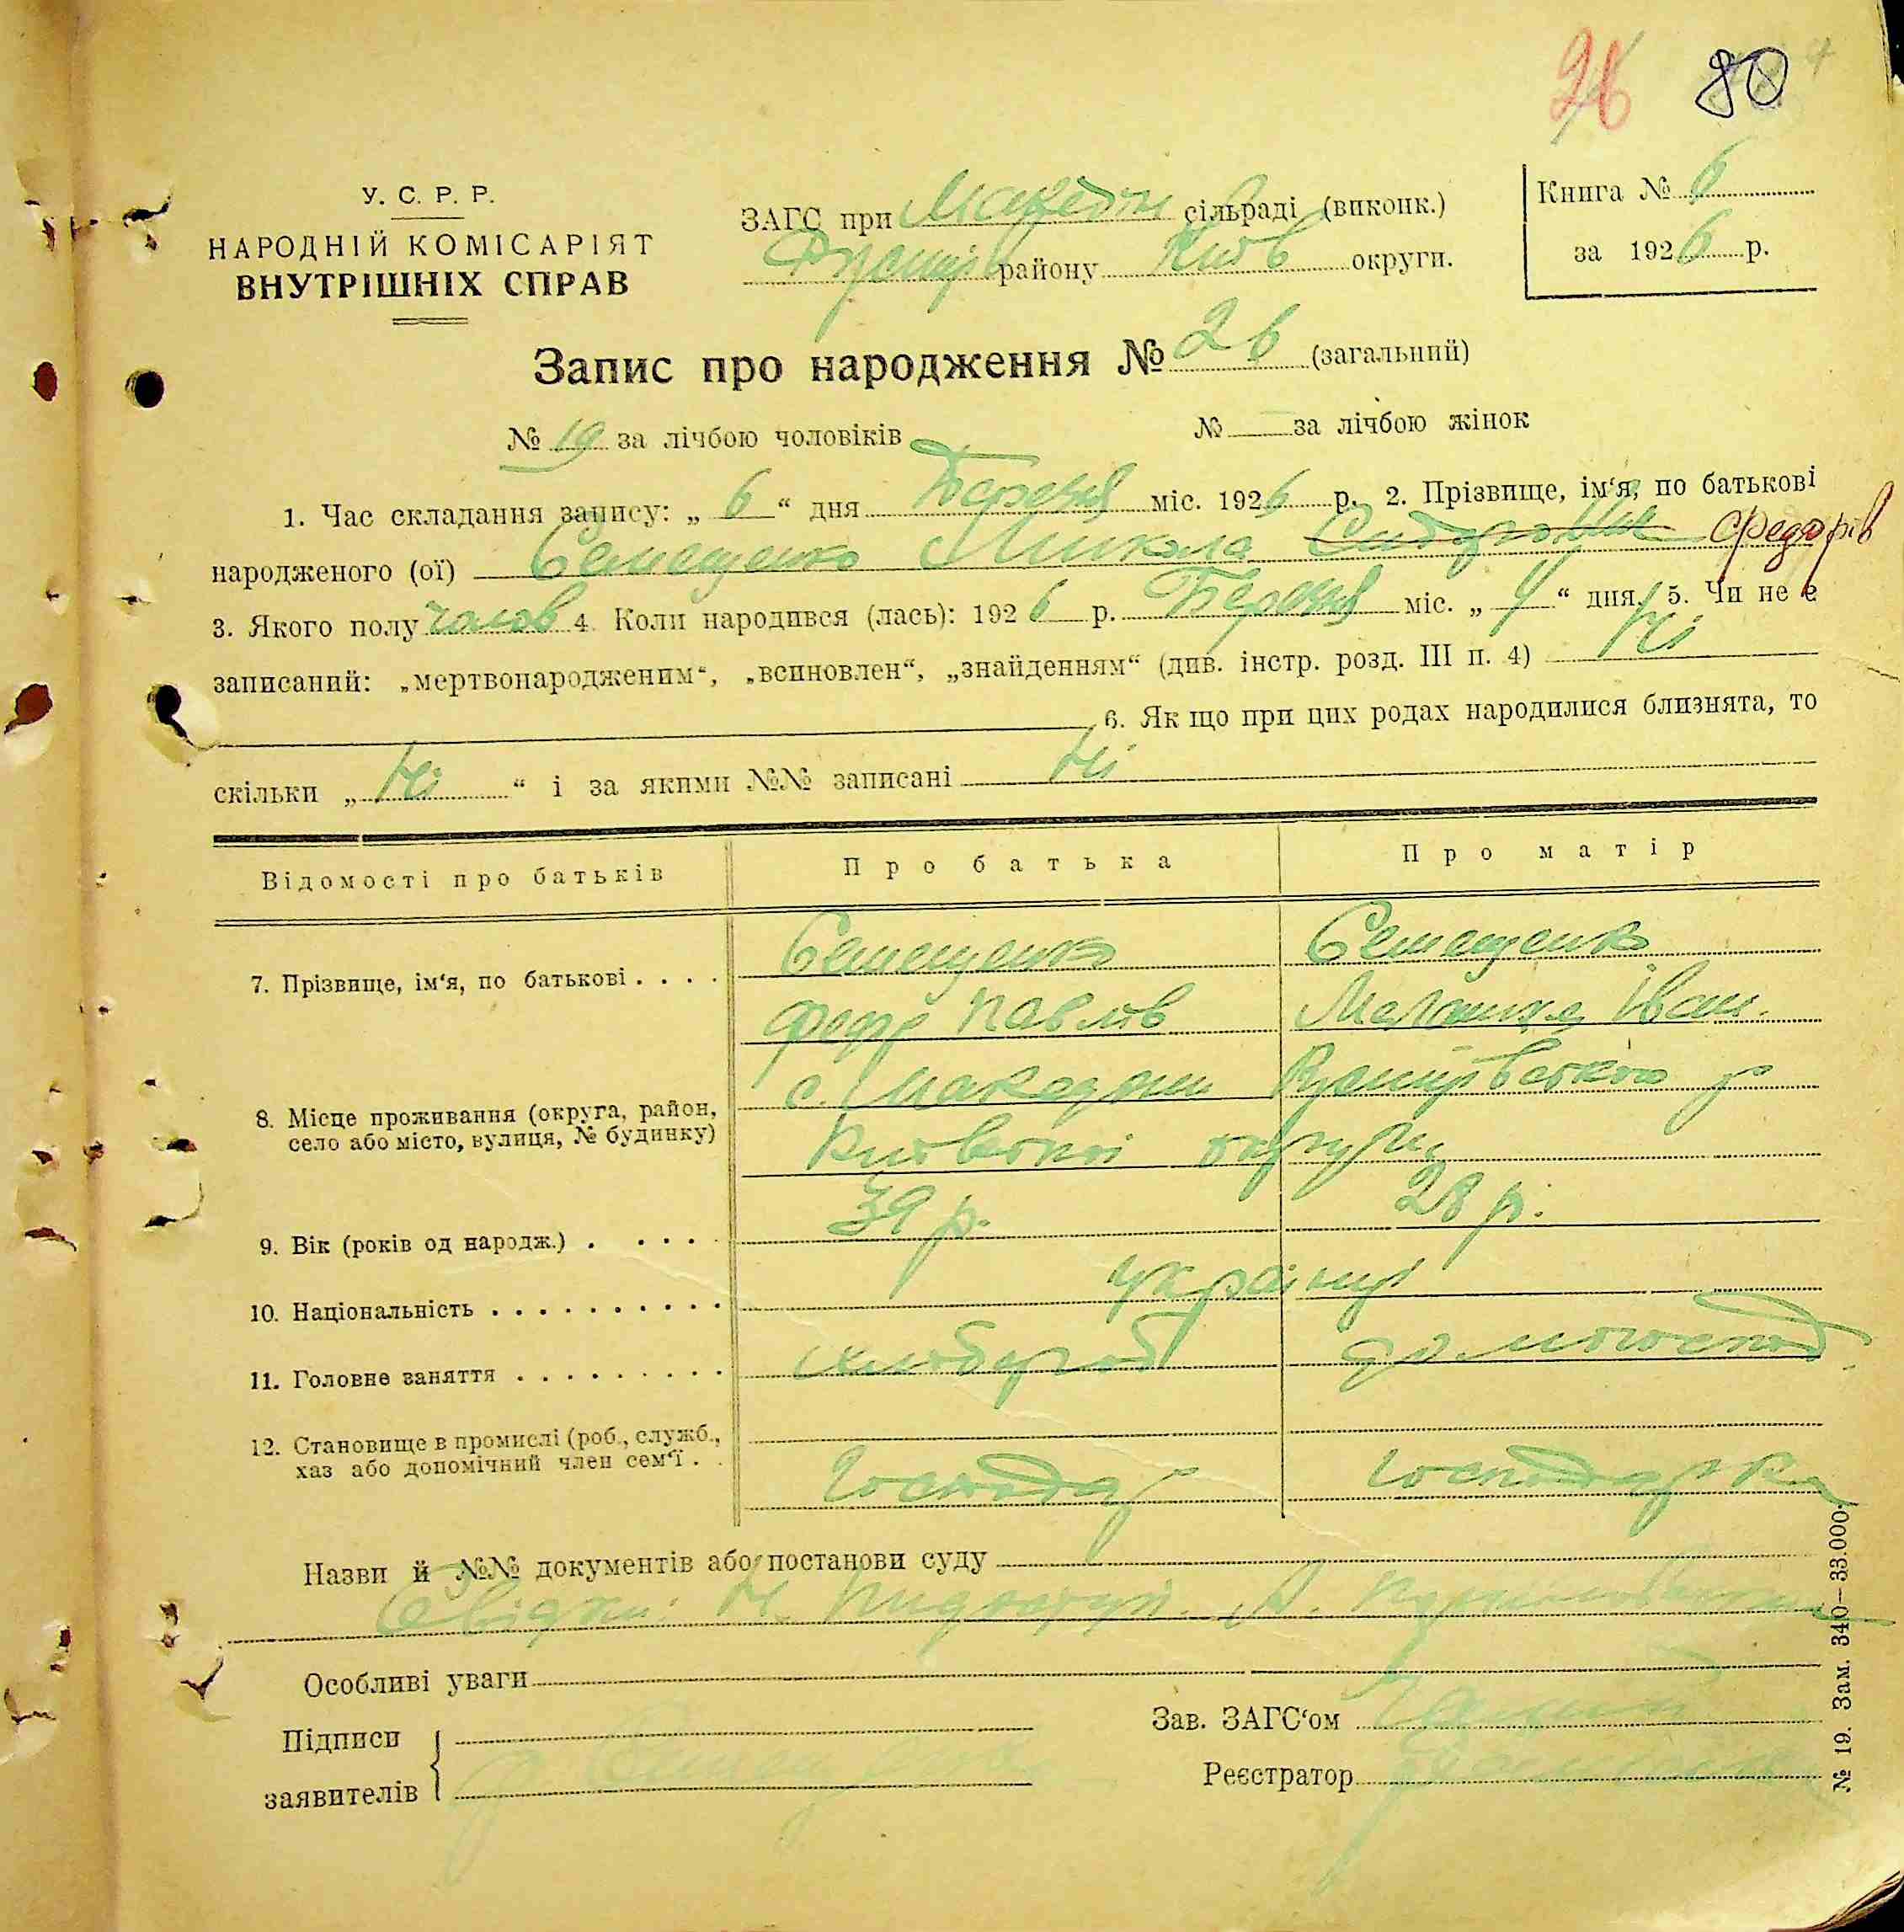 26 80
У. С. Р. Р.
НАРОДНІЙ КОМІСАРІЯТ
ВНУТРІШНІХ СПРАВ
ЗАГС при сільраді (виконк.)
району Київ округи.
Книга № 6
за 1926 р.
Запис про народження № 26 (загальний)
№ 19 за лічбою чоловіків № — за лічбою жінок
1. Час складання запису: „ 6 “ дня Березня міс. 1926 р. 2. Прізвище, ім‘я, по батькові
народженого (ої) Семещенко Микола Сидорович Федорів
3. Якого полу чолов 4. Коли народився (лась): 1926 р. Березня міс. „ 4 “ дня 5. Чи не є
записаний: „мертвонародженим“, „всиновлен“, „знайденням“ (див. інстр. розд. III п. 4) Ні
6. Як що при цих родах народилися близнята, то
скільки „ Ні “ і за якими №№ записані Ні
Відомості про батьків Про батька Про матір
7. Прізвище, ім‘я, по батькові . . . . Семещенко Семещенко
Федір Павлів Маланка Іван.
8. Місце проживання (округа, район, село або місто, вулиця, № будинку) с. Македони р
Київської округи
9. Вік (років од народж.) . . . . . 39 р. 28 р.
10. Національність . . . . . . . . . . українці
11. Головне заняття . . . . . . . . . хлібороб домогоспод.
12. Становище в промислі (роб., служб.,
хаз або допомічний член сем‘ї . . Господар господарка
Назви й №№ документів або постанови суду
Свідки: Н. А.
Особливі уваги
Підписи
заявителів
Зав. ЗАГС‘ом
Реєстратор
№ 19. Зам. 340—33.000.